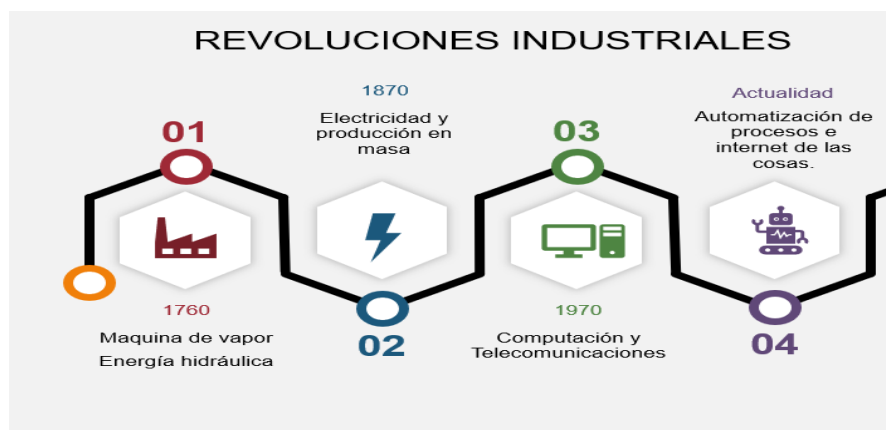 REVOLUCIONES INDUSTRIALES
01
1760
Maquina de vapor
Energía hidráulica
1870
Electricidad y
producción en
masa
02
03
1970
Computación y
Telecomunicaciones
Actualidad
Automatización de
procesos e
internet de las
cosas.
04